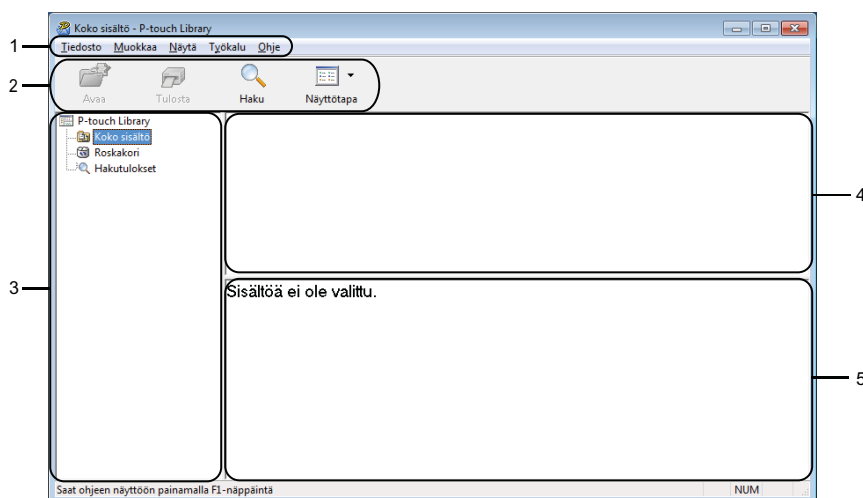 Koko sisältö - P-touch Library
1
Tiedosto Muokkaa Näytä Työkalu Ohje
2
Avaa Tulosta Haku Näyttötapa
P-touch Library
Koko sisältö
Roskakori
Hakutulokset
4
3
Sisältöä ei ole valittu.
5
Saat ohjeen näyttöön painamalla F1-näppäintä NUM